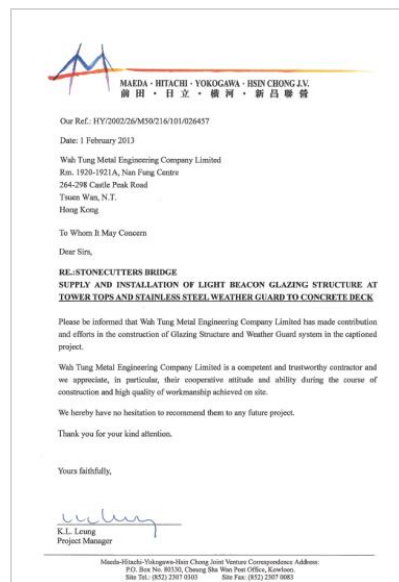 MAEDA - HITACHI - YOKOGAWA - HSIN CHONG J.V.
前田 · 日立 · 橫河 · 新昌聯營
Our Ref.: HY/2002/26/M50/216/101/026457
Date: 1 February 2013
Wah Tung Metal Engineering Company Limited
Rm. 1920-1921A, Nan Fung Centre
264-298 Castle Peak Road
Tsuen Wan, N.T.
Hong Kong
To Whom It May Concern
Dear Sirs,
RE.:STONECUTTERS BRIDGE
SUPPLY AND INSTALLATION OF LIGHT BEACON GLAZING STRUCTURE AT
TOWER TOPS AND STAINLESS STEEL WEATHER GUARD TO CONCRETE DECK
Please be informed that Wah Tung Metal Engineering Company Limited has made contribution
and efforts in the construction of Glazing Structure and Weather Guard system in the captioned
project.
Wah Tung Metal Engineering Company Limited is a competent and trustworthy contractor and
we appreciate, in particular, their cooperative attitude and ability during the course of
construction and high quality of workmanship achieved on site.
We hereby have no hesitation to recommend them to any future project.
Thank you for your kind attention.
Yours faithfully,
K.L. Leung
Project Manager
Maeda-Hitachi-Yokogawa-Hsin Chong Joint Venture Correspondence Address:
P.O. Box No. 80330, Cheung Sha Wan Post Office, Kowloon.
Site Tel.: (852) 2307 0303 Site Fax: (852) 2307 0083